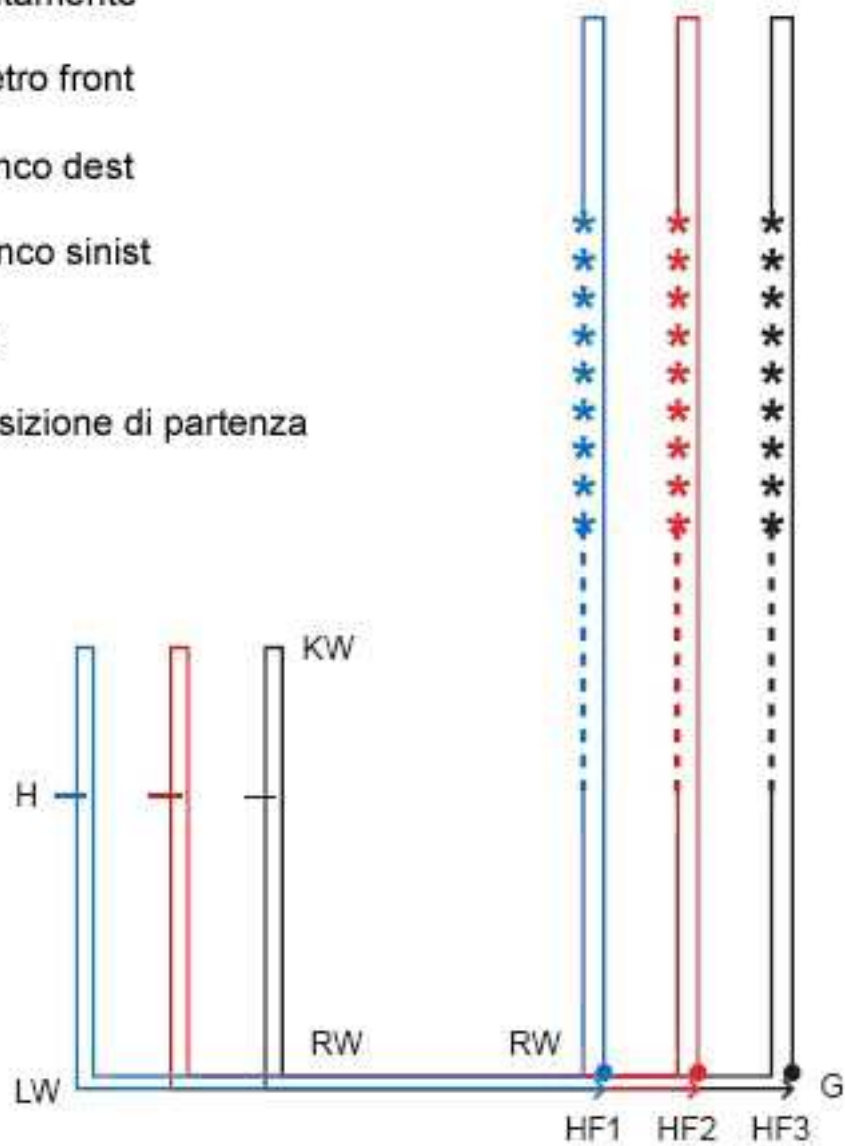 etro front
nco dest
nco sinist
sizione di partenza
KW
H
RW RW
LW
G
HF1 HF2 HF3